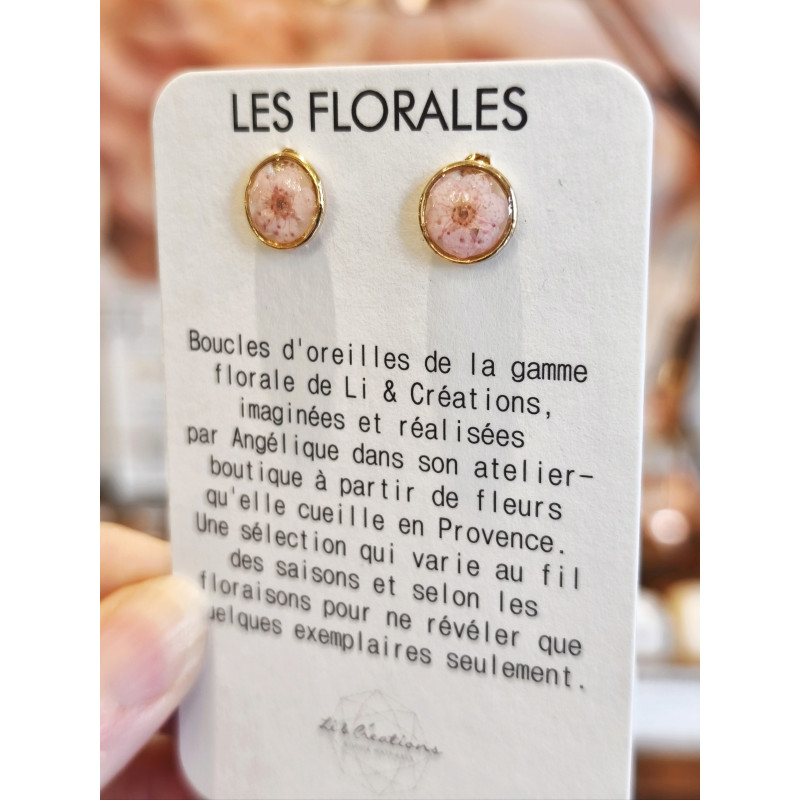 LES FLORALES
Boucles d'oreilles de la gamme
florale de Li & Créations,
imaginées et réalisées
par Angélique dans son atelier-
boutique à partir de fleurs
qu'elle cueille en Provence.
Une sélection qui varie au fil
des saisons et selon les
floraisons pour ne révéler que
quelques exemplaires seulement.
Li & Créations